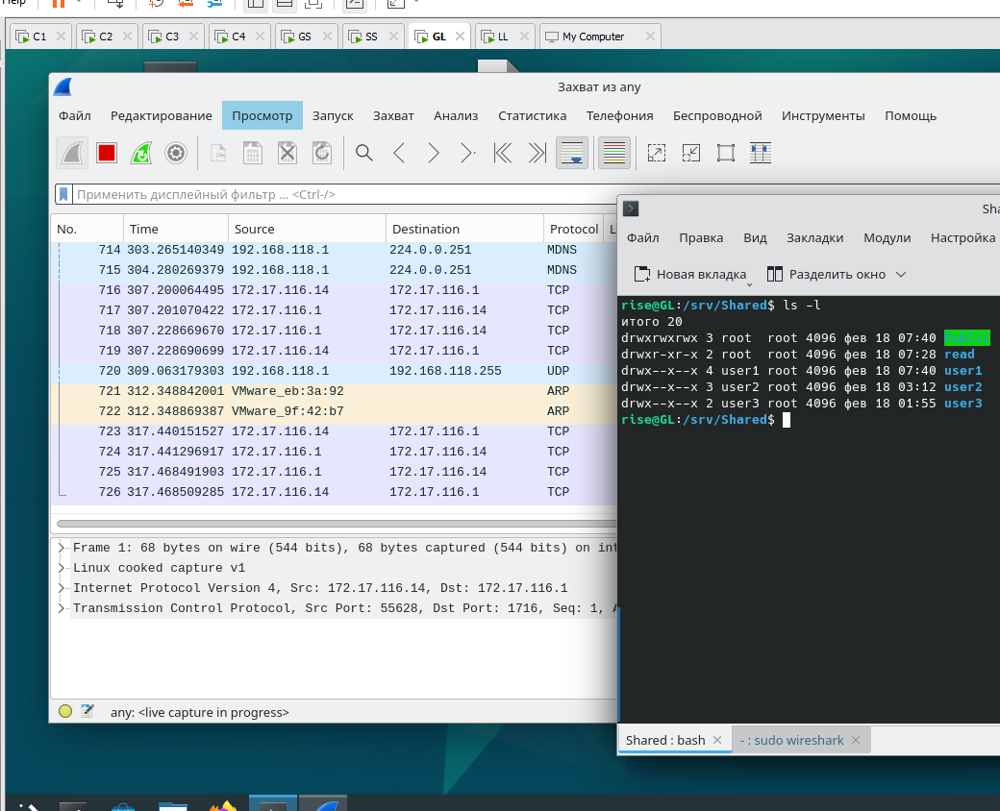 Help
C1
C2
C3
C4
GS
SS
GL
LL
My Computer
Захват из any
Файл Редактирование Просмотр Запуск Захват Анализ Статистика Телефония Беспроводной Инструменты Помощь
Применить дисплейный фильтр ... <Ctrl-/>
No. Time Source Destination Protocol L
714 303.265140349 192.168.118.1 224.0.0.251 MDNS
715 304.280269379 192.168.118.1 224.0.0.251 MDNS
716 307.200064495 172.17.116.14 172.17.116.1 TCP
717 307.201070422 172.17.116.1 172.17.116.14 TCP
718 307.228669670 172.17.116.1 172.17.116.14 TCP
719 307.228690699 172.17.116.14 172.17.116.1 TCP
720 309.063179303 192.168.118.1 192.168.118.255 UDP
721 312.348842001 VMware_eb:3a:92 ARP
722 312.348869387 VMware_9f:42:b7 ARP
723 317.440151527 172.17.116.14 172.17.116.1 TCP
724 317.441296917 172.17.116.1 172.17.116.14 TCP
725 317.468491903 172.17.116.1 172.17.116.14 TCP
726 317.468509285 172.17.116.14 172.17.116.1 TCP
Frame 1: 68 bytes on wire (544 bits), 68 bytes captured (544 bits) on int
Linux cooked capture v1
Internet Protocol Version 4, Src: 172.17.116.14, Dst: 172.17.116.1
Transmission Control Protocol, Src Port: 55628, Dst Port: 1716, Seq: 1, A
any: <live capture in progress>
Sha
Файл Правка Вид Закладки Модули Настройка
Новая вкладка Разделить окно
rise@GL:/srv/Shared$ ls -l
итого 20
drwxrwxrwx 3 root root 4096 фев 18 07:40
drwxr-xr-x 2 root root 4096 фев 18 07:28 read
drwx--x--x 4 user1 root 4096 фев 18 07:40 user1
drwx--x--x 3 user2 root 4096 фев 18 03:12 user2
drwx--x--x 2 user3 root 4096 фев 18 01:55 user3
rise@GL:/srv/Shared$
Shared : bash
- : sudo wireshark